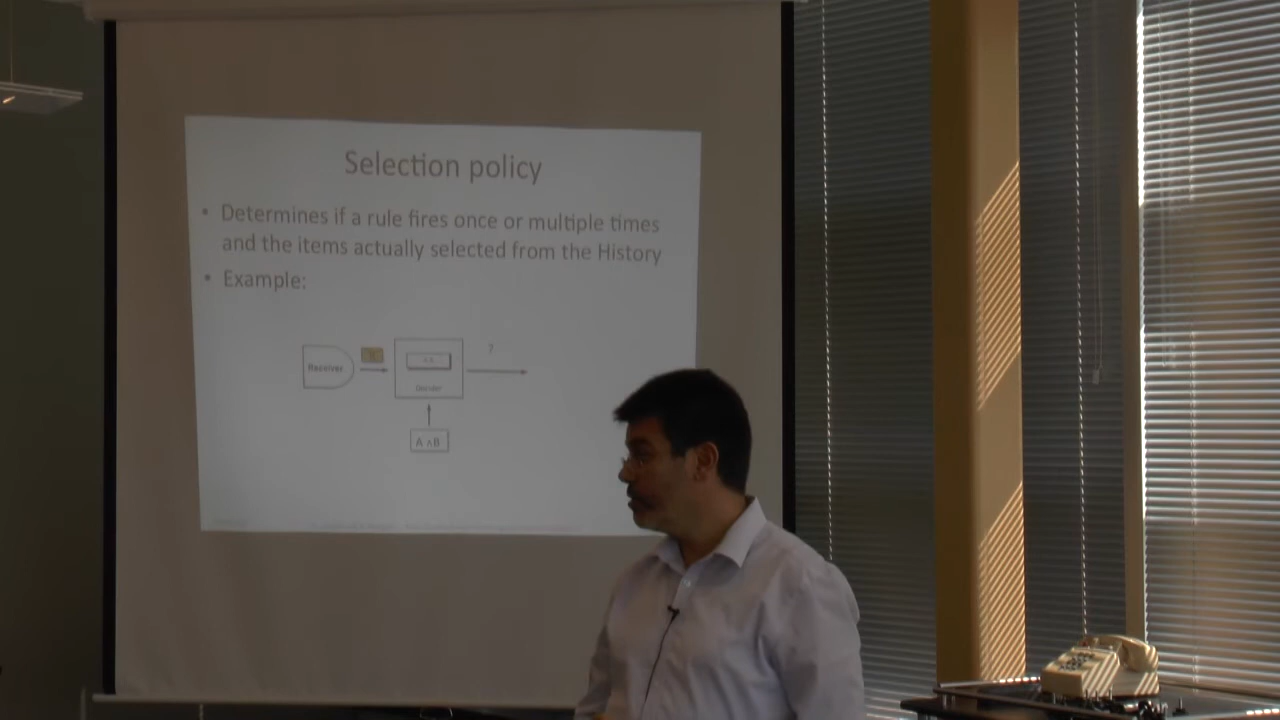 Selection policy
• Determines if a rule fires once or multiple times
and the items actually selected from the History
• Example:
?
Receiver
Decider
A ∧B